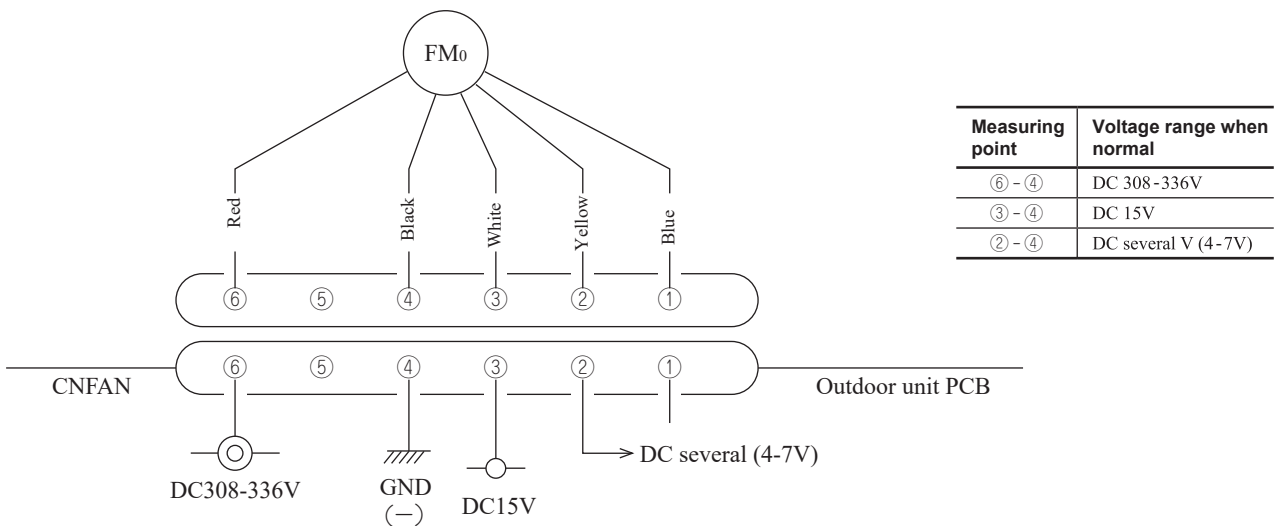 FM0
Red
Black
White
Yellow
Blue
⑥ ⑤ ④ ③ ② ①
⑥ ⑤ ④ ③ ② ①
CNFAN
Outdoor unit PCB
DC308-336V
GND
(−)
DC15V
DC several (4-7V)
Measuring point | Voltage range when normal
⑥-④ | DC 308-336V
③-④ | DC 15V
②-④ | DC several V (4-7V)